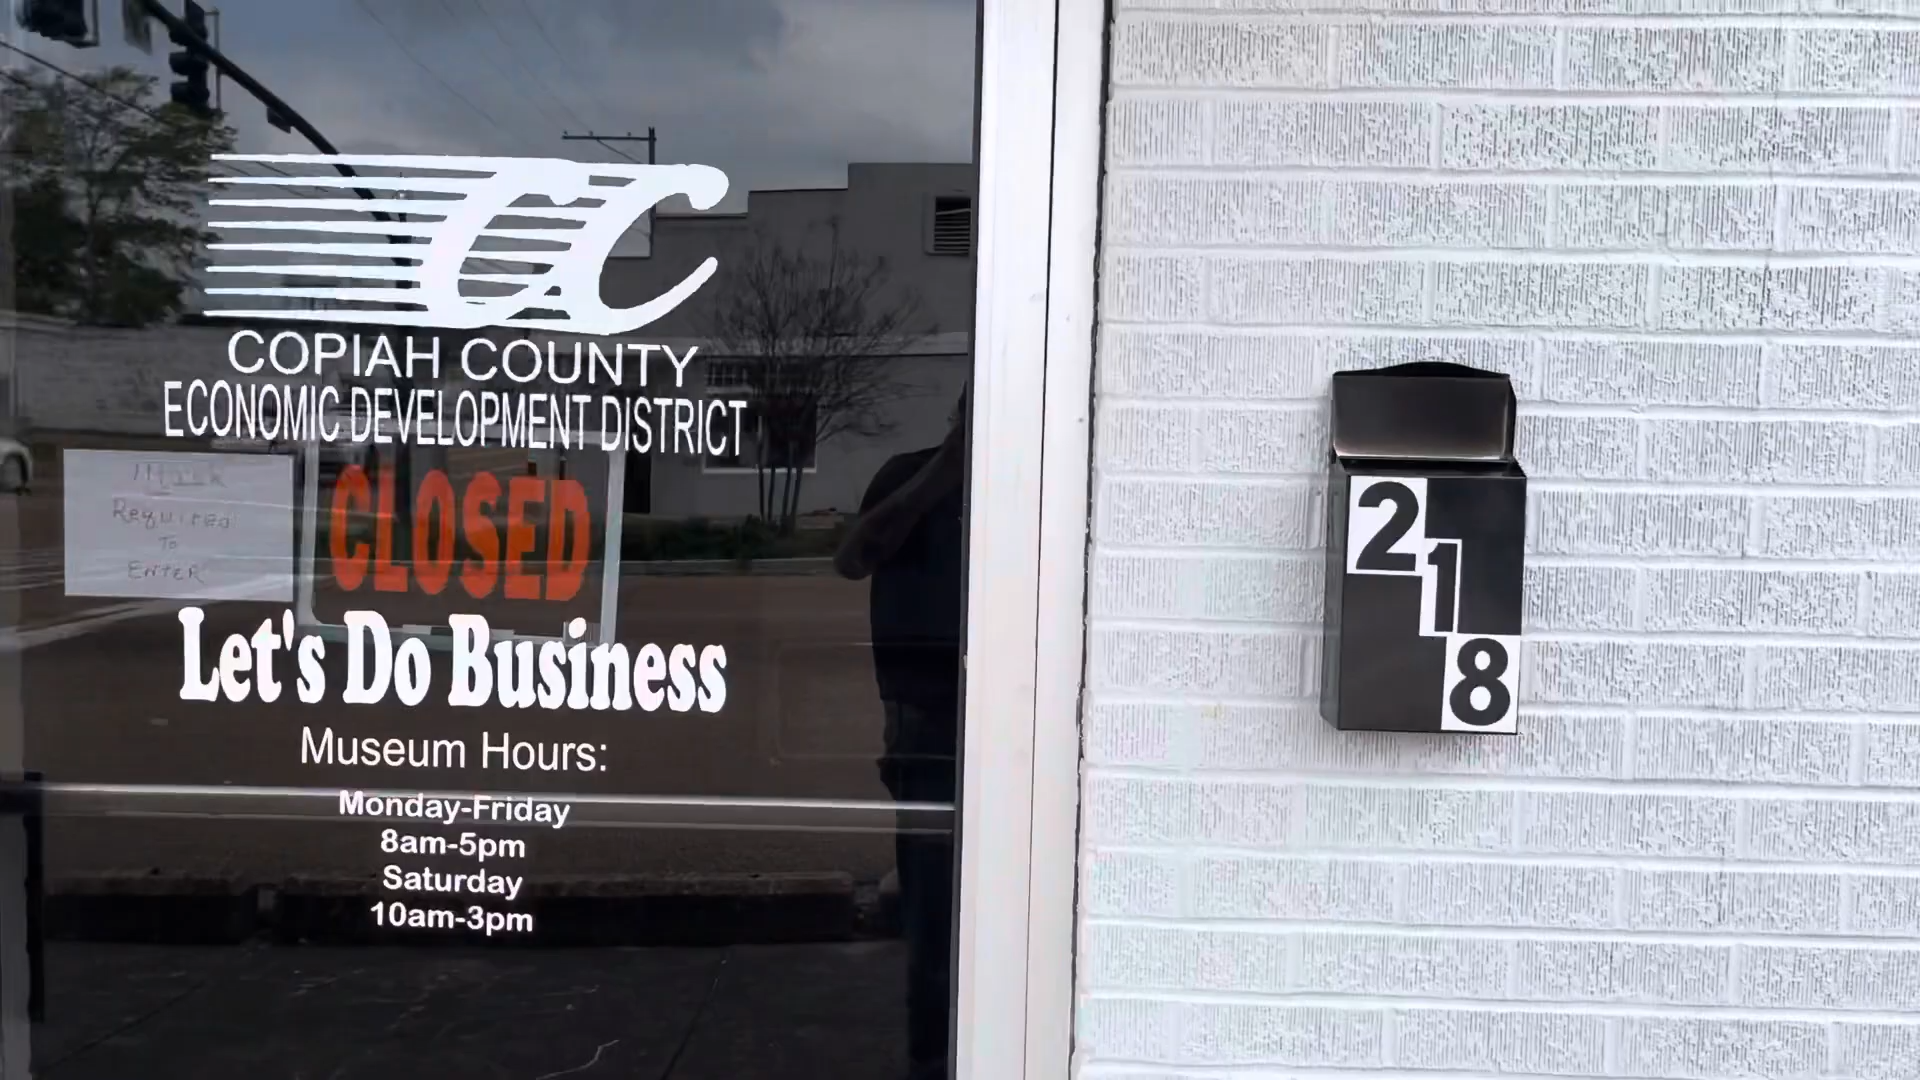 CC
COPIAH COUNTY
ECONOMIC DEVELOPMENT DISTRICT
Mask
Required
To
ENTER
CLOSED
Let's Do Business
Museum Hours:
Monday-Friday
8am-5pm
Saturday
10am-3pm
218